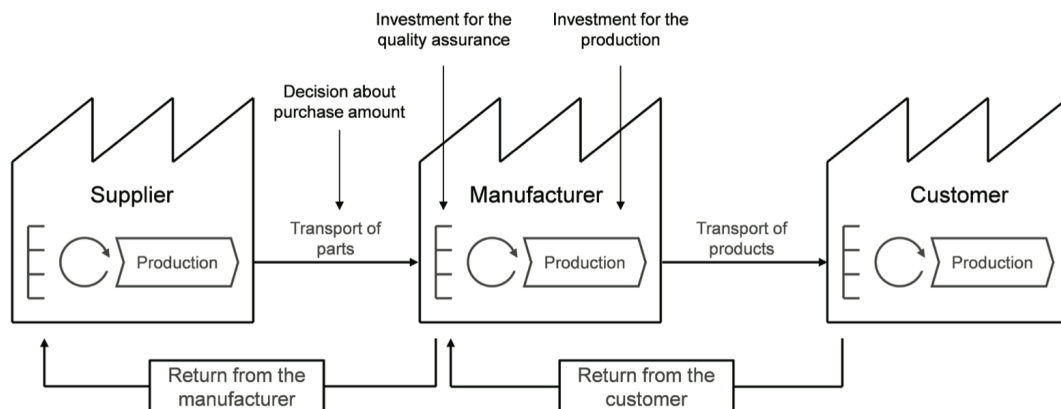 Investment for the
quality assurance
Investment for the
production
Decision about
purchase amount
Supplier
Manufacturer
Customer
Transport of
parts
Transport of
products
Production
Production
Production
Return from the
manufacturer
Return from the
customer